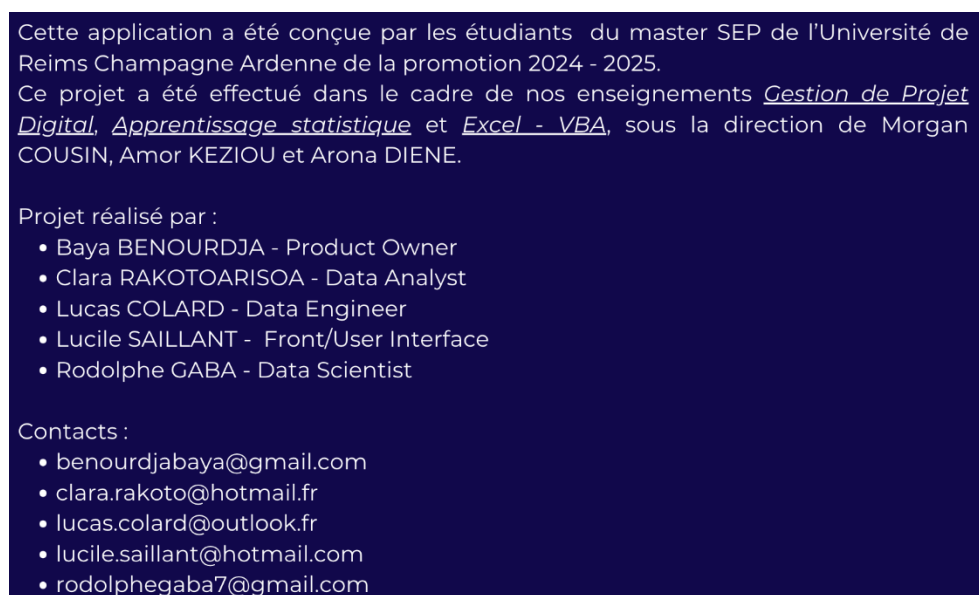 Cette application a été conçue par les étudiants  du master SEP de l’Université de
Reims Champagne Ardenne de la promotion 2024 - 2025.
Ce projet a été effectué dans le cadre de nos enseignements Gestion de Projet
Digital, Apprentissage statistique et Excel - VBA, sous la direction de Morgan
COUSIN, Amor KEZIOU et Arona DIENE.
Projet réalisé par :
• Baya BENOURDJA - Product Owner
• Clara RAKOTOARISOA - Data Analyst
• Lucas COLARD - Data Engineer
• Lucile SAILLANT -  Front/User Interface
• Rodolphe GABA - Data Scientist
Contacts :
• benourdjabaya@gmail.com
• clara.rakoto@hotmail.fr
• lucas.colard@outlook.fr
• lucile.saillant@hotmail.com
• rodolphegaba7@gmail.com